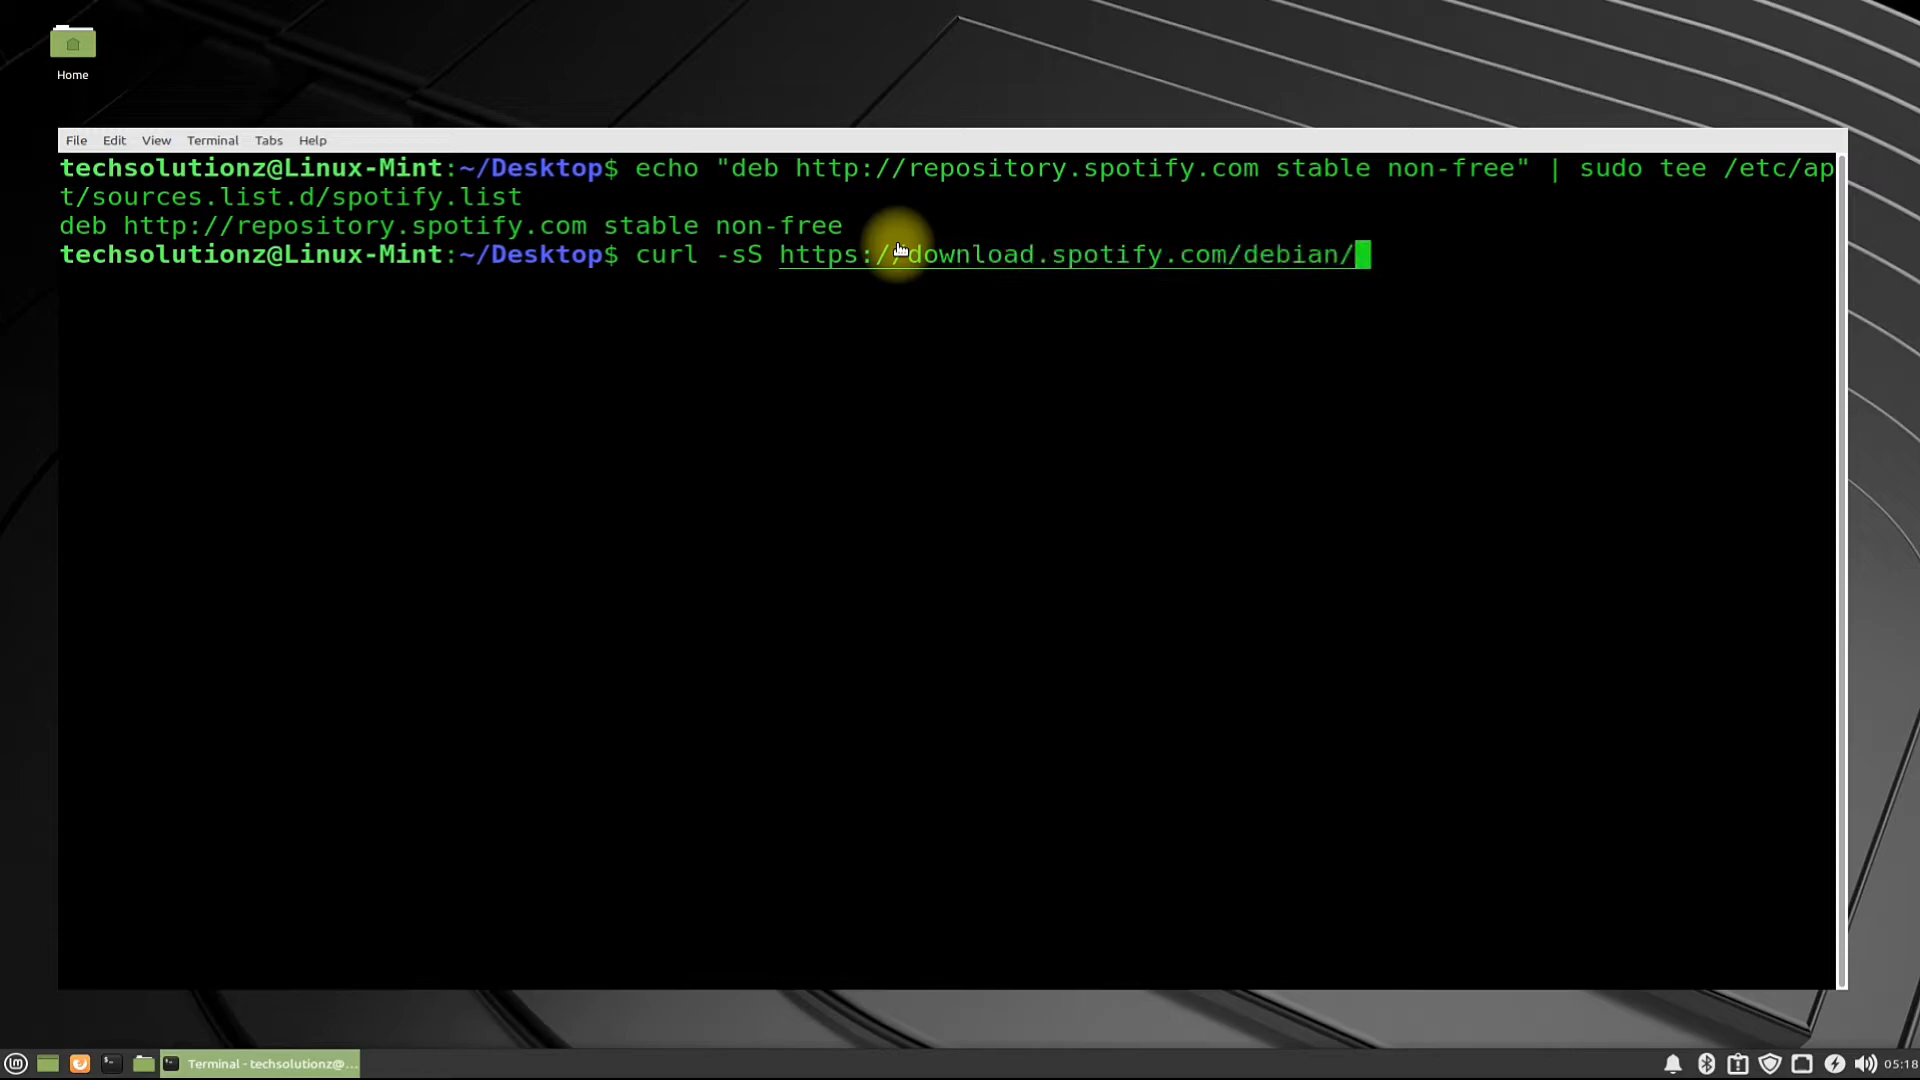 Home
File Edit View Terminal Tabs Help
techsolutionz@Linux-Mint:~/Desktop$ echo "deb http://repository.spotify.com stable non-free" | sudo tee /etc/ap
t/sources.list.d/spotify.list
deb http://repository.spotify.com stable non-free
techsolutionz@Linux-Mint:~/Desktop$ curl -sS https://download.spotify.com/debian/
Terminal - techsolutionz@...
05:18